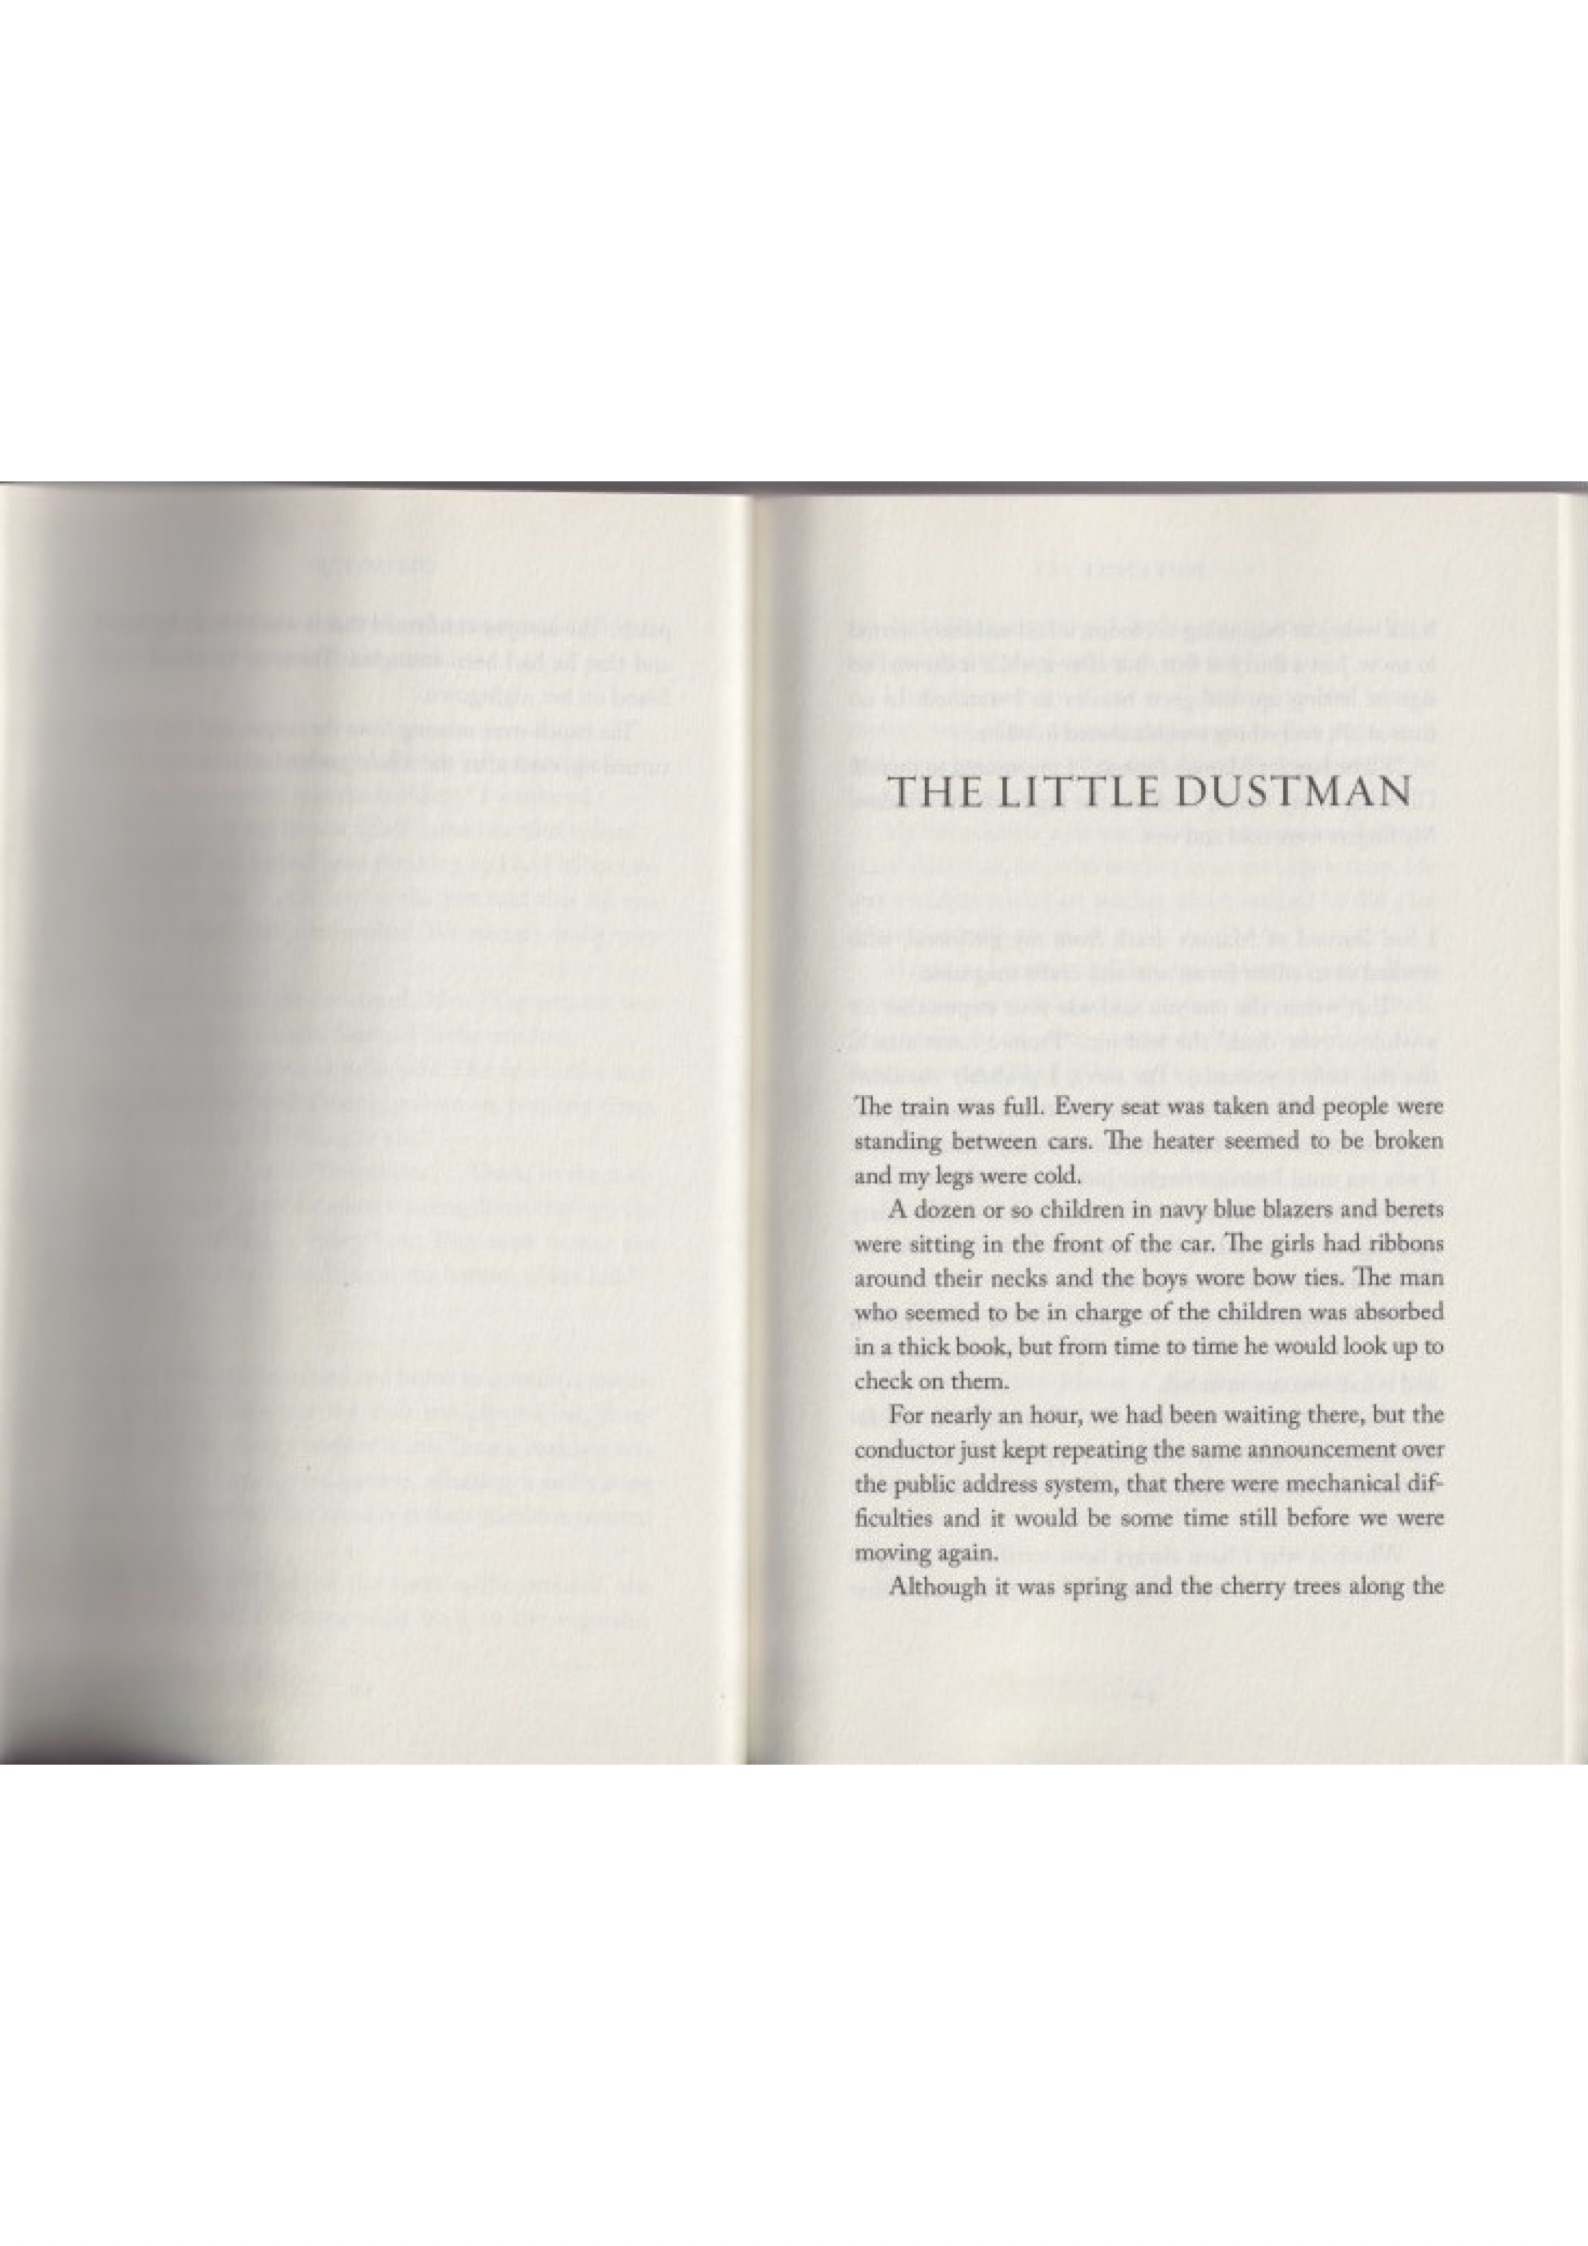 THE LITTLE DUSTMAN
The train was full. Every seat was taken and people were
standing between cars. The heater seemed to be broken
and my legs were cold.
A dozen or so children in navy blue blazers and berets
were sitting in the front of the car. The girls had ribbons
around their necks and the boys wore bow ties. The man
who seemed to be in charge of the children was absorbed
in a thick book, but from time to time he would look up to
check on them.
For nearly an hour, we had been waiting there, but the
conductor just kept repeating the same announcement over
the public address system, that there were mechanical dif-
ficulties and it would be some time still before we were
moving again.
Although it was spring and the cherry trees along the